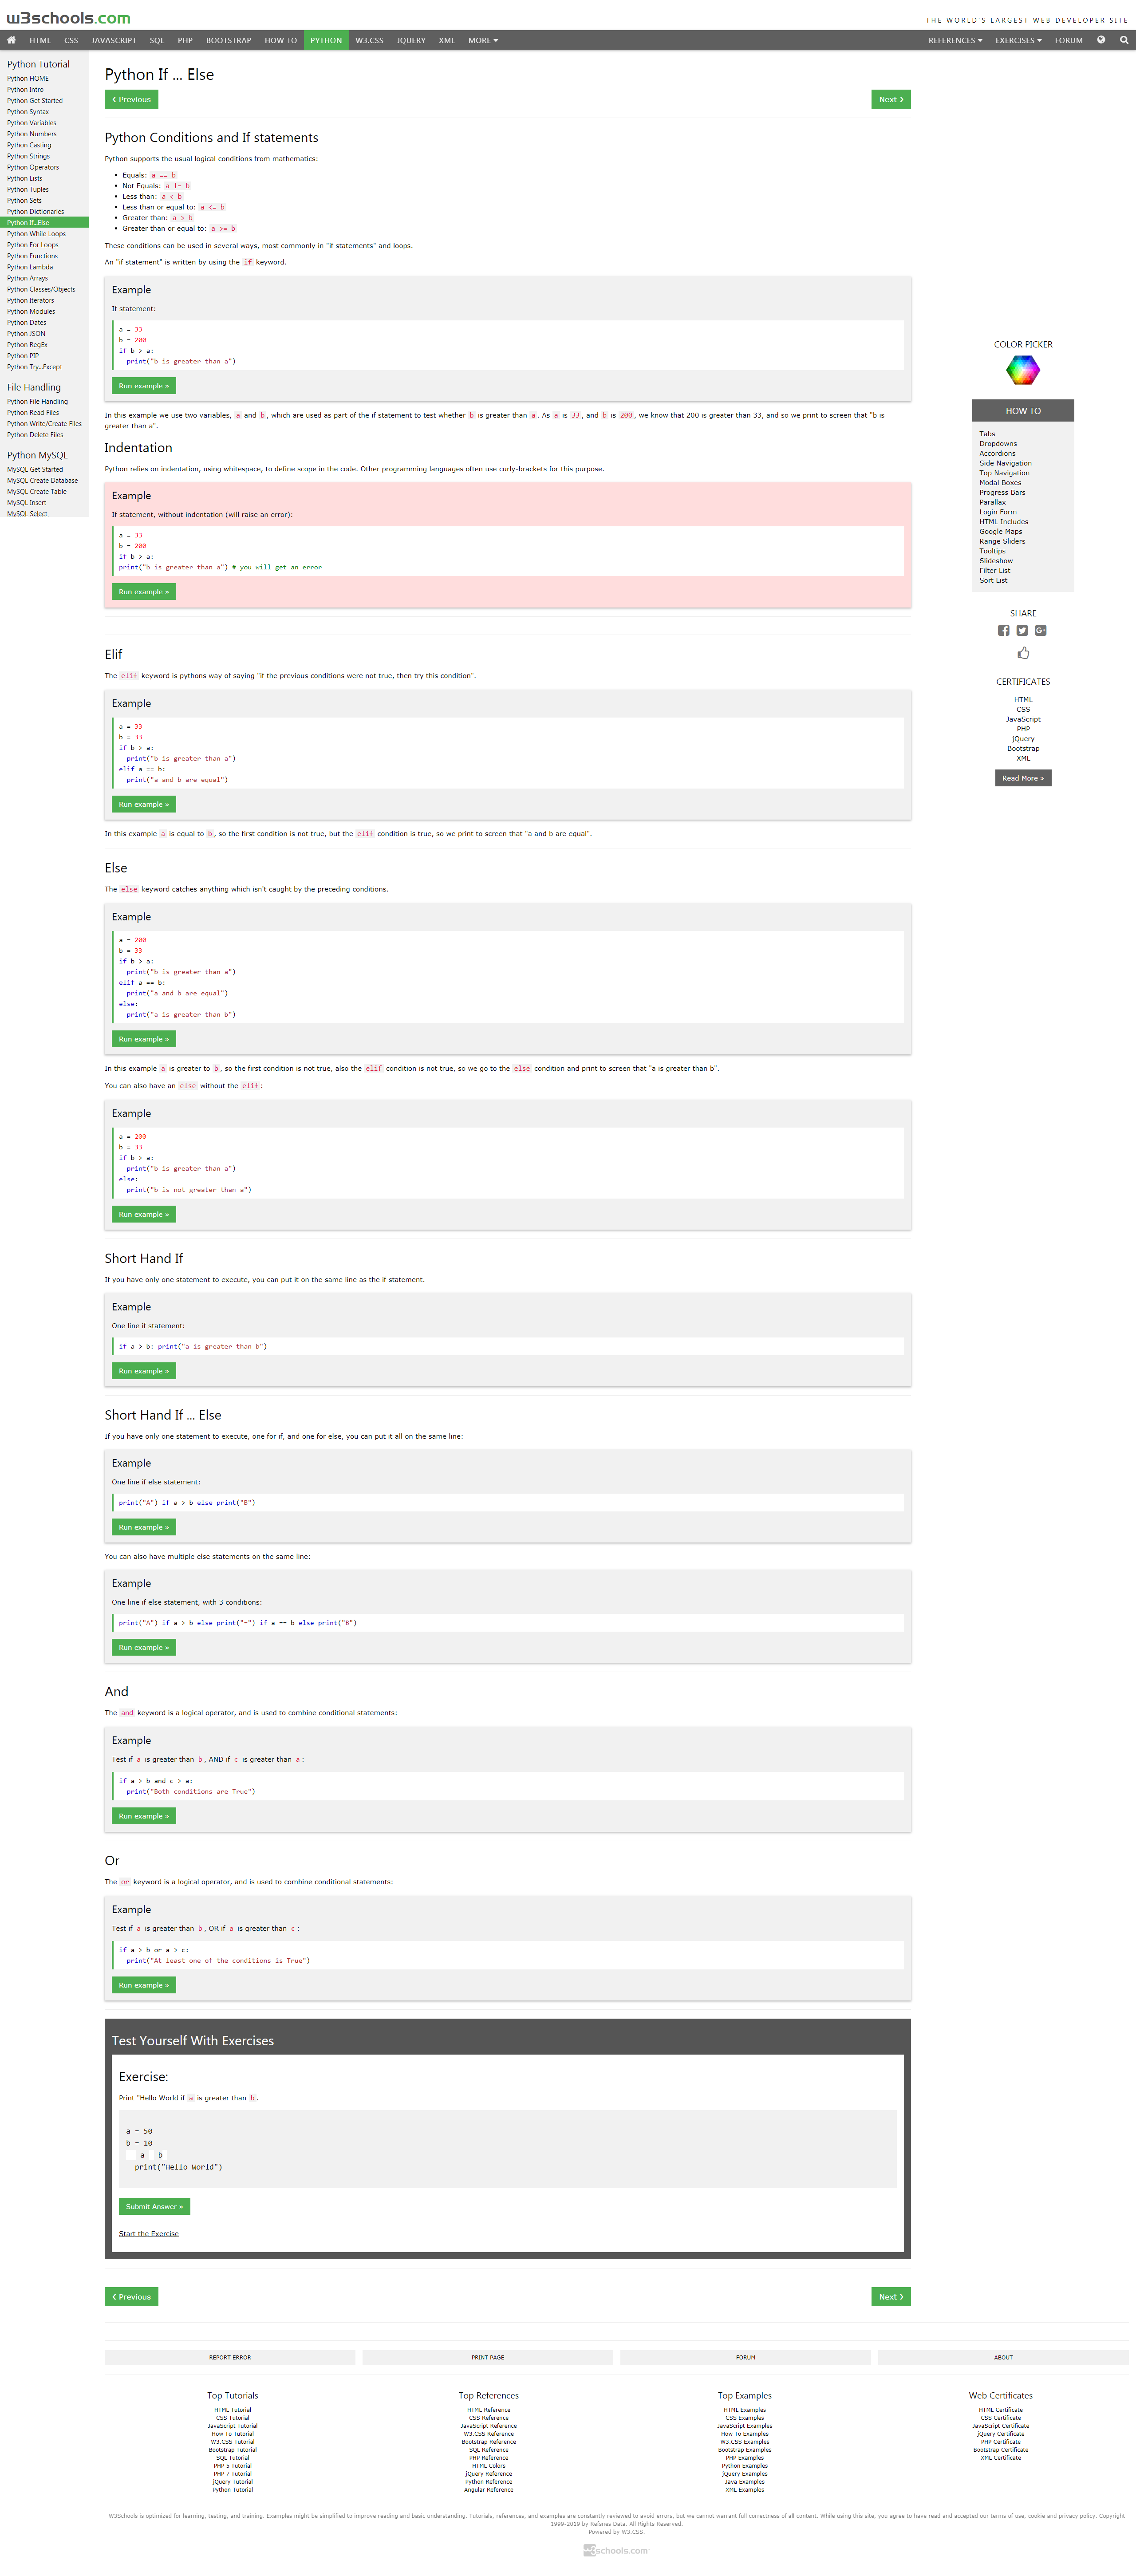 w3schools.com
THE WORLD'S LARGEST WEB DEVELOPER SITE
HTML CSS JAVASCRIPT SQL PHP BOOTSTRAP HOW TO PYTHON W3.CSS JQUERY XML MORE REFERENCES EXERCISES FORUM
Python Tutorial
Python HOME
Python Intro
Python Get Started
Python Syntax
Python Variables
Python Numbers
Python Casting
Python Strings
Python Operators
Python Lists
Python Tuples
Python Sets
Python Dictionaries
Python If...Else
Python While Loops
Python For Loops
Python Functions
Python Lambda
Python Arrays
Python Classes/Objects
Python Iterators
Python Modules
Python Dates
Python JSON
Python RegEx
Python PIP
Python Try...Except
File Handling
Python File Handling
Python Read Files
Python Write/Create Files
Python Delete Files
Python MySQL
MySQL Get Started
MySQL Create Database
MySQL Create Table
MySQL Insert
MySQL Select
Python If ... Else
❮ Previous
Next ❯
Python Conditions and If statements
Python supports the usual logical conditions from mathematics:
• Equals: a == b
• Not Equals: a != b
• Less than: a < b
• Less than or equal to: a <= b
• Greater than: a > b
• Greater than or equal to: a >= b
These conditions can be used in several ways, most commonly in "if statements" and loops.
An "if statement" is written by using the if keyword.
Example
If statement:
a = 33
b = 200
if b > a:
  print("b is greater than a")
Run example »
In this example we use two variables, a and b, which are used as part of the if statement to test whether b is greater than a. As a is 33, and b is 200, we know that 200 is greater than 33, and so we print to screen that "b is
greater than a".
Indentation
Python relies on indentation, using whitespace, to define scope in the code. Other programming languages often use curly-brackets for this purpose.
Example
If statement, without indentation (will raise an error):
a = 33
b = 200
if b > a:
print("b is greater than a") # you will get an error
Run example »
Elif
The elif keyword is pythons way of saying "if the previous conditions were not true, then try this condition".
Example
a = 33
b = 33
if b > a:
  print("b is greater than a")
elif a == b:
  print("a and b are equal")
Run example »
In this example a is equal to b, so the first condition is not true, but the elif condition is true, so we print to screen that "a and b are equal".
Else
The else keyword catches anything which isn't caught by the preceding conditions.
Example
a = 200
b = 33
if b > a:
  print("b is greater than a")
elif a == b:
  print("a and b are equal")
else:
  print("a is greater than b")
Run example »
In this example a is greater to b, so the first condition is not true, also the elif condition is not true, so we go to the else condition and print to screen that "a is greater than b".
You can also have an else without the elif:
Example
a = 200
b = 33
if b > a:
  print("b is greater than a")
else:
  print("b is not greater than a")
Run example »
Short Hand If
If you have only one statement to execute, you can put it on the same line as the if statement.
Example
One line if statement:
if a > b: print("a is greater than b")
Run example »
Short Hand If ... Else
If you have only one statement to execute, one for if, and one for else, you can put it all on the same line:
Example
One line if else statement:
print("A") if a > b else print("B")
Run example »
You can also have multiple else statements on the same line:
Example
One line if else statement, with 3 conditions:
print("A") if a > b else print("=") if a == b else print("B")
Run example »
And
The and keyword is a logical operator, and is used to combine conditional statements:
Example
Test if a is greater than b, AND if c is greater than a:
if a > b and c > a:
  print("Both conditions are True")
Run example »
Or
The or keyword is a logical operator, and is used to combine conditional statements:
Example
Test if a is greater than b, OR if a is greater than c:
if a > b or a > c:
  print("At least one of the conditions is True")
Run example »
Test Yourself With Exercises
Exercise:
Print "Hello World if a is greater than b.
a = 50
b = 10
a b
  print("Hello World")
Submit Answer »
Start the Exercise
❮ Previous
Next ❯
COLOR PICKER
HOW TO
Tabs
Dropdowns
Accordions
Side Navigation
Top Navigation
Modal Boxes
Progress Bars
Parallax
Login Form
HTML Includes
Google Maps
Range Sliders
Tooltips
Slideshow
Filter List
Sort List
SHARE
CERTIFICATES
HTML
CSS
JavaScript
PHP
jQuery
Bootstrap
XML
Read More »
REPORT ERROR
PRINT PAGE
FORUM
ABOUT
Top Tutorials
HTML Tutorial
CSS Tutorial
JavaScript Tutorial
How To Tutorial
W3.CSS Tutorial
Bootstrap Tutorial
SQL Tutorial
PHP 5 Tutorial
PHP 7 Tutorial
jQuery Tutorial
Python Tutorial
Top References
HTML Reference
CSS Reference
JavaScript Reference
W3.CSS Reference
Bootstrap Reference
SQL Reference
PHP Reference
HTML Colors
jQuery Reference
Python Reference
Angular Reference
Top Examples
HTML Examples
CSS Examples
JavaScript Examples
How To Examples
W3.CSS Examples
Bootstrap Examples
PHP Examples
Python Examples
jQuery Examples
Java Examples
XML Examples
Web Certificates
HTML Certificate
CSS Certificate
JavaScript Certificate
jQuery Certificate
PHP Certificate
Bootstrap Certificate
XML Certificate
W3Schools is optimized for learning, testing, and training. Examples might be simplified to improve reading and basic understanding. Tutorials, references, and examples are constantly reviewed to avoid errors, but we cannot warrant full correctness of all content. While using this site, you agree to have read and accepted our terms of use, cookie and privacy policy. Copyright
1999-2019 by Refsnes Data. All Rights Reserved.
Powered by W3.CSS.
w3schools.com